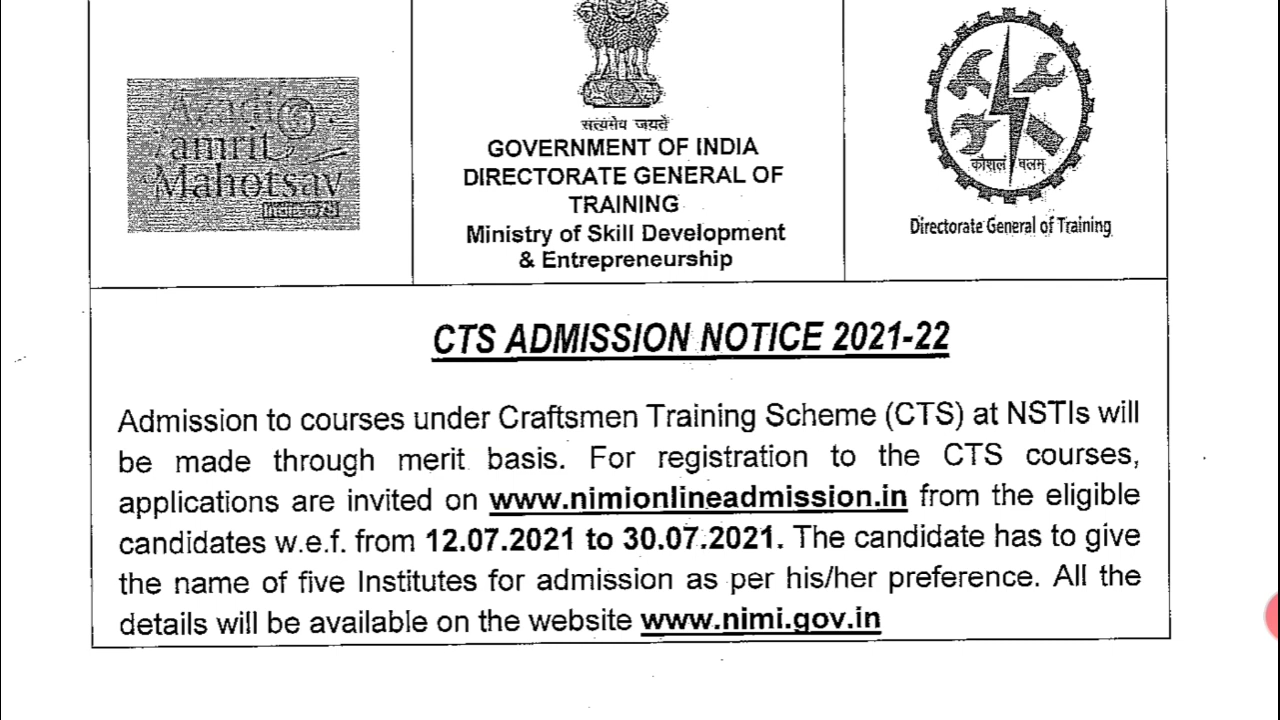 Azadi
amrit
Mahotsav
सत्यमेव जयते
GOVERNMENT OF INDIA
DIRECTORATE GENERAL OF
TRAINING
Ministry of Skill Development
& Entrepreneurship
कौशलं बलम्
Directorate General of Training
CTS ADMISSION NOTICE 2021-22
Admission to courses under Craftsmen Training Scheme (CTS) at NSTIs will
be made through merit basis. For registration to the CTS courses,
applications are invited on www.nimionlineadmission.in from the eligible
candidates w.e.f. from 12.07.2021 to 30.07.2021. The candidate has to give
the name of five Institutes for admission as per his/her preference. All the
details will be available on the website www.nimi.gov.in